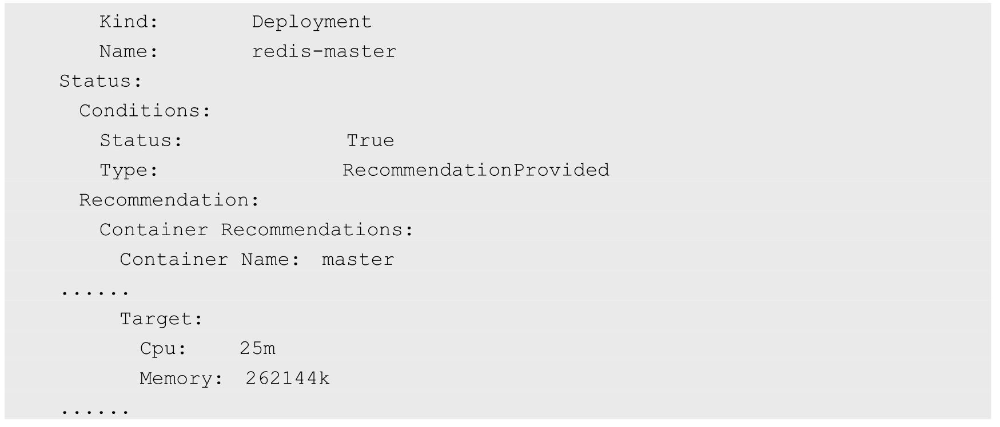 Kind: Deployment
Name: redis-master
Status:
Conditions:
Status: True
Type: RecommendationProvided
Recommendation:
Container Recommendations:
Container Name: master
......
Target:
Cpu: 25m
Memory: 262144k
......